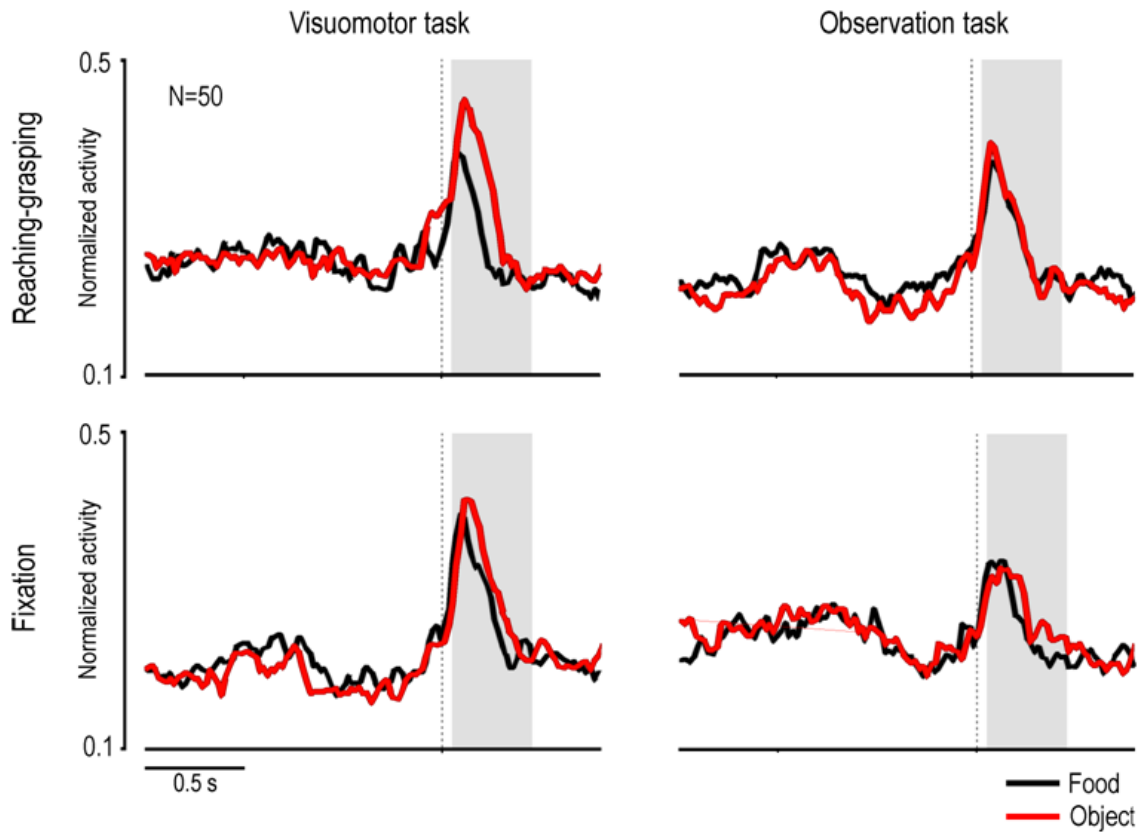 Visuomotor task
Observation task
Reaching-grasping
Normalized activity
0.5
N=50
0.1
Fixation
Normalized activity
0.5
0.1
0.5 s
Food
Object